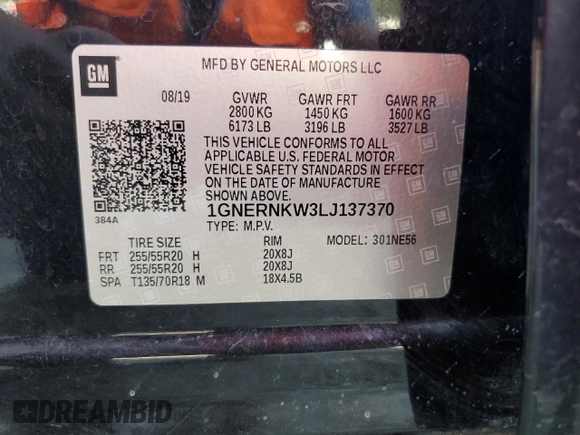 GM
MFD BY GENERAL MOTORS LLC
08/19 GVWR GAWR FRT GAWR RR
2800 KG 1450 KG 1600 KG
6173 LB 3196 LB 3527 LB
THIS VEHICLE CONFORMS TO ALL
APPLICABLE U.S. FEDERAL MOTOR
VEHICLE SAFETY STANDARDS IN EFFECT
ON THE DATE OF MANUFACTURE SHOWN ABOVE.
384A
1GNERNKW3LJ137370
TYPE: M.P.V.
TIRE SIZE RIM MODEL: 301NE56
FRT 255/55R20 H 20X8J
RR 255/55R20 H 20X8J
SPA T135/70R18 M 18X4.5B
DREAMBID